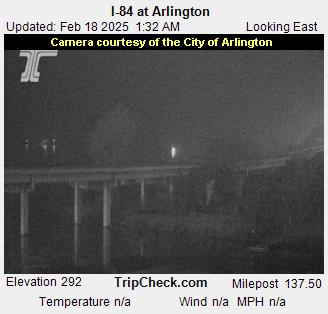 I-84 at Arlington
Updated: Feb 18 2025 1:32 AM Looking East
Camera courtesy of the City of Arlington
Elevation 292 TripCheck.com Milepost 137.50
Temperature n/a Wind n/a MPH n/a